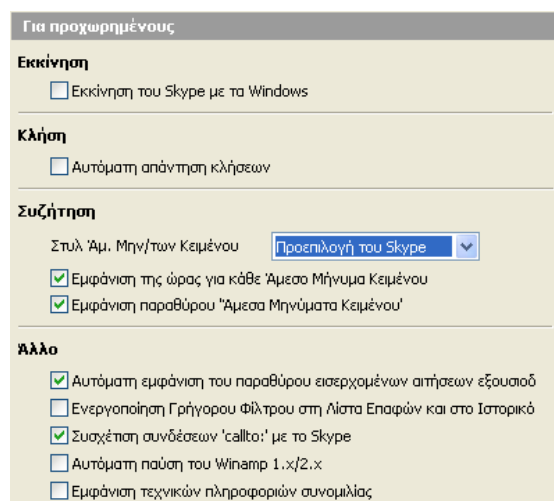 Για προχωρημένους
Εκκίνηση
Εκκίνηση του Skype με τα Windows
Κλήση
Αυτόματη απάντηση κλήσεων
Συζήτηση
Στυλ Άμ. Μην/των Κειμένου Προεπιλογή του Skype
Εμφάνιση της ώρας για κάθε Άμεσο Μήνυμα Κειμένου
Εμφάνιση παραθύρου 'Άμεσα Μηνύματα Κειμένου'
Άλλο
Αυτόματη εμφάνιση του παραθύρου εισερχομένων αιτήσεων εξουσιοδ
Ενεργοποίηση Γρήγορου Φίλτρου στη Λίστα Επαφών και στο Ιστορικό
Συσχέτιση συνδέσεων 'callto:' με το Skype
Αυτόματη παύση του Winamp 1.x/2.x
Εμφάνιση τεχνικών πληροφοριών συνομιλίας